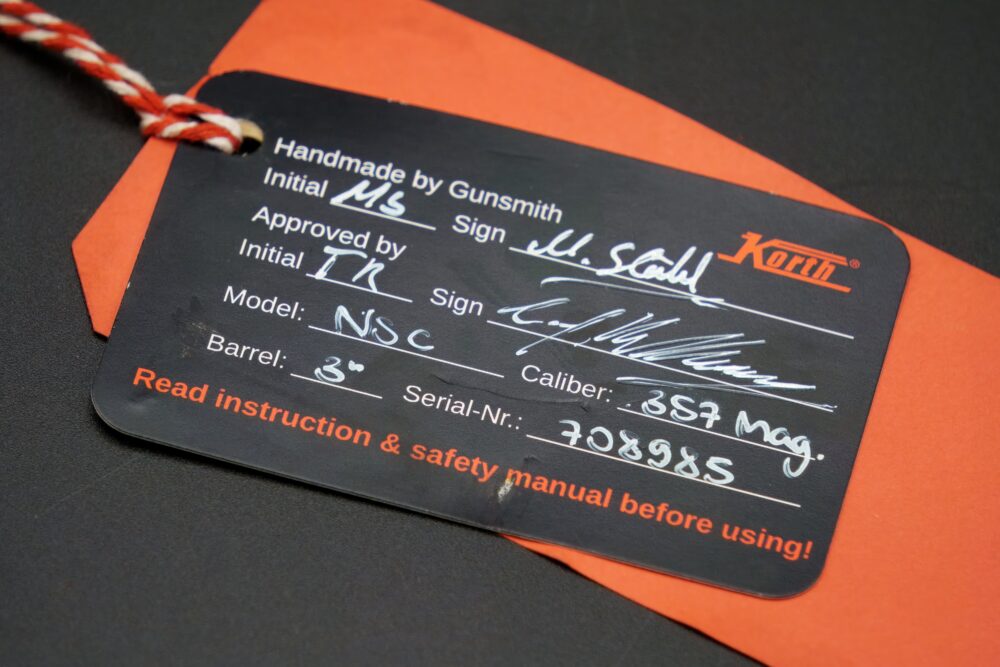 Handmade by Gunsmith
Initial Ms Sign M. Stahl
Korth®
Approved by
Initial IR Sign
Model: NSC Caliber: .357 Mag.
Barrel: 3" Serial-Nr.: 708985
Read instruction & safety manual before using!